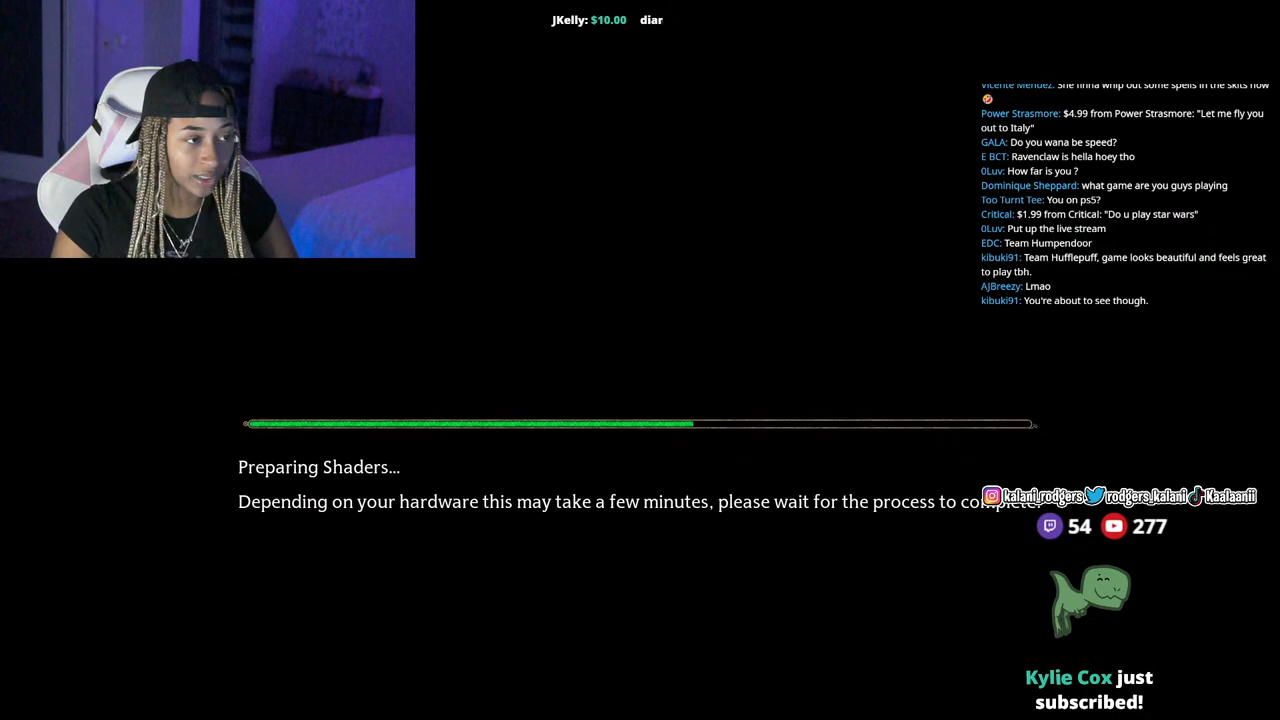 JKelly: $10.00 diar
Vicente Mendez: She finna whip out some spells in the skits now
Power Strasmore: $4.99 from Power Strasmore: "Let me fly you
out to Italy"
GALA: Do you wana be speed?
E BCT: Ravenclaw is hella hoey tho
0Luv: How far is you ?
Dominique Sheppard: what game are you guys playing
Too Turnt Tee: You on ps5?
Critical: $1.99 from Critical: "Do u play star wars"
0Luv: Put up the live stream
EDC: Team Humpendoor
kibuki91: Team Hufflepuff, game looks beautiful and feels great
to play tbh.
AJBreezy: Lmao
kibuki91: You're about to see though.
Preparing Shaders...
Depending on your hardware this may take a few minutes, please wait for the process to complete.
kalani_rodgers rodgers_kalani Kaalaanii
54 277
Kylie Cox just
subscribed!